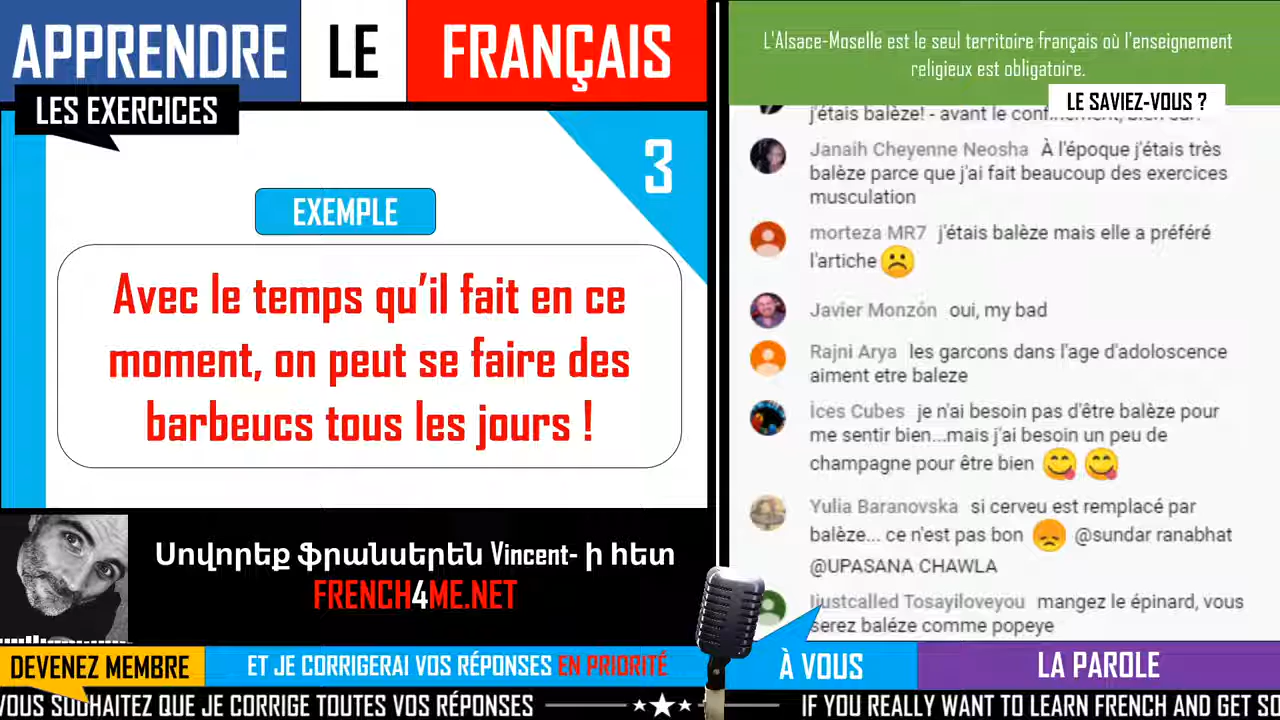 APPRENDRE LE FRANÇAIS
LES EXERCICES
3
EXEMPLE
Avec le temps qu'il fait en ce
moment, on peut se faire des
barbeucs tous les jours !
Սովորեք ֆրանսերեն Vincent- ի հետ
FRENCH4ME.NET
DEVENEZ MEMBRE
ET JE CORRIGERAI VOS RÉPONSES EN PRIORITÉ
VOUS SOUHAITEZ QUE JE CORRIGE TOUTES VOS RÉPONSES
L'Alsace-Moselle est le seul territoire français où l'enseignement
religieux est obligatoire.
LE SAVIEZ-VOUS ?
j'étais balèze! - avant le confinement, bien sur!
Janaih Cheyenne Neosha À l'époque j'étais très
balèze parce que j'ai fait beaucoup des exercices
musculation
morteza MR7 j'étais balèze mais elle a préféré
l'artiche
Javier Monzón oui, my bad
Rajni Arya les garcons dans l'age d'adoloscence
aiment etre baleze
İces Cubes je n'ai besoin pas d'être balèze pour
me sentir bien...mais j'ai besoin un peu de
champagne pour être bien
Yulia Baranovska si cerveu est remplacé par
balèze... ce n'est pas bon @sundar ranabhat
@UPASANA CHAWLA
Ijustcalled Tosayiloveyou mangez le épinard, vous
serez baléze comme popeye
À VOUS LA PAROLE
IF YOU REALLY WANT TO LEARN FRENCH AND GET